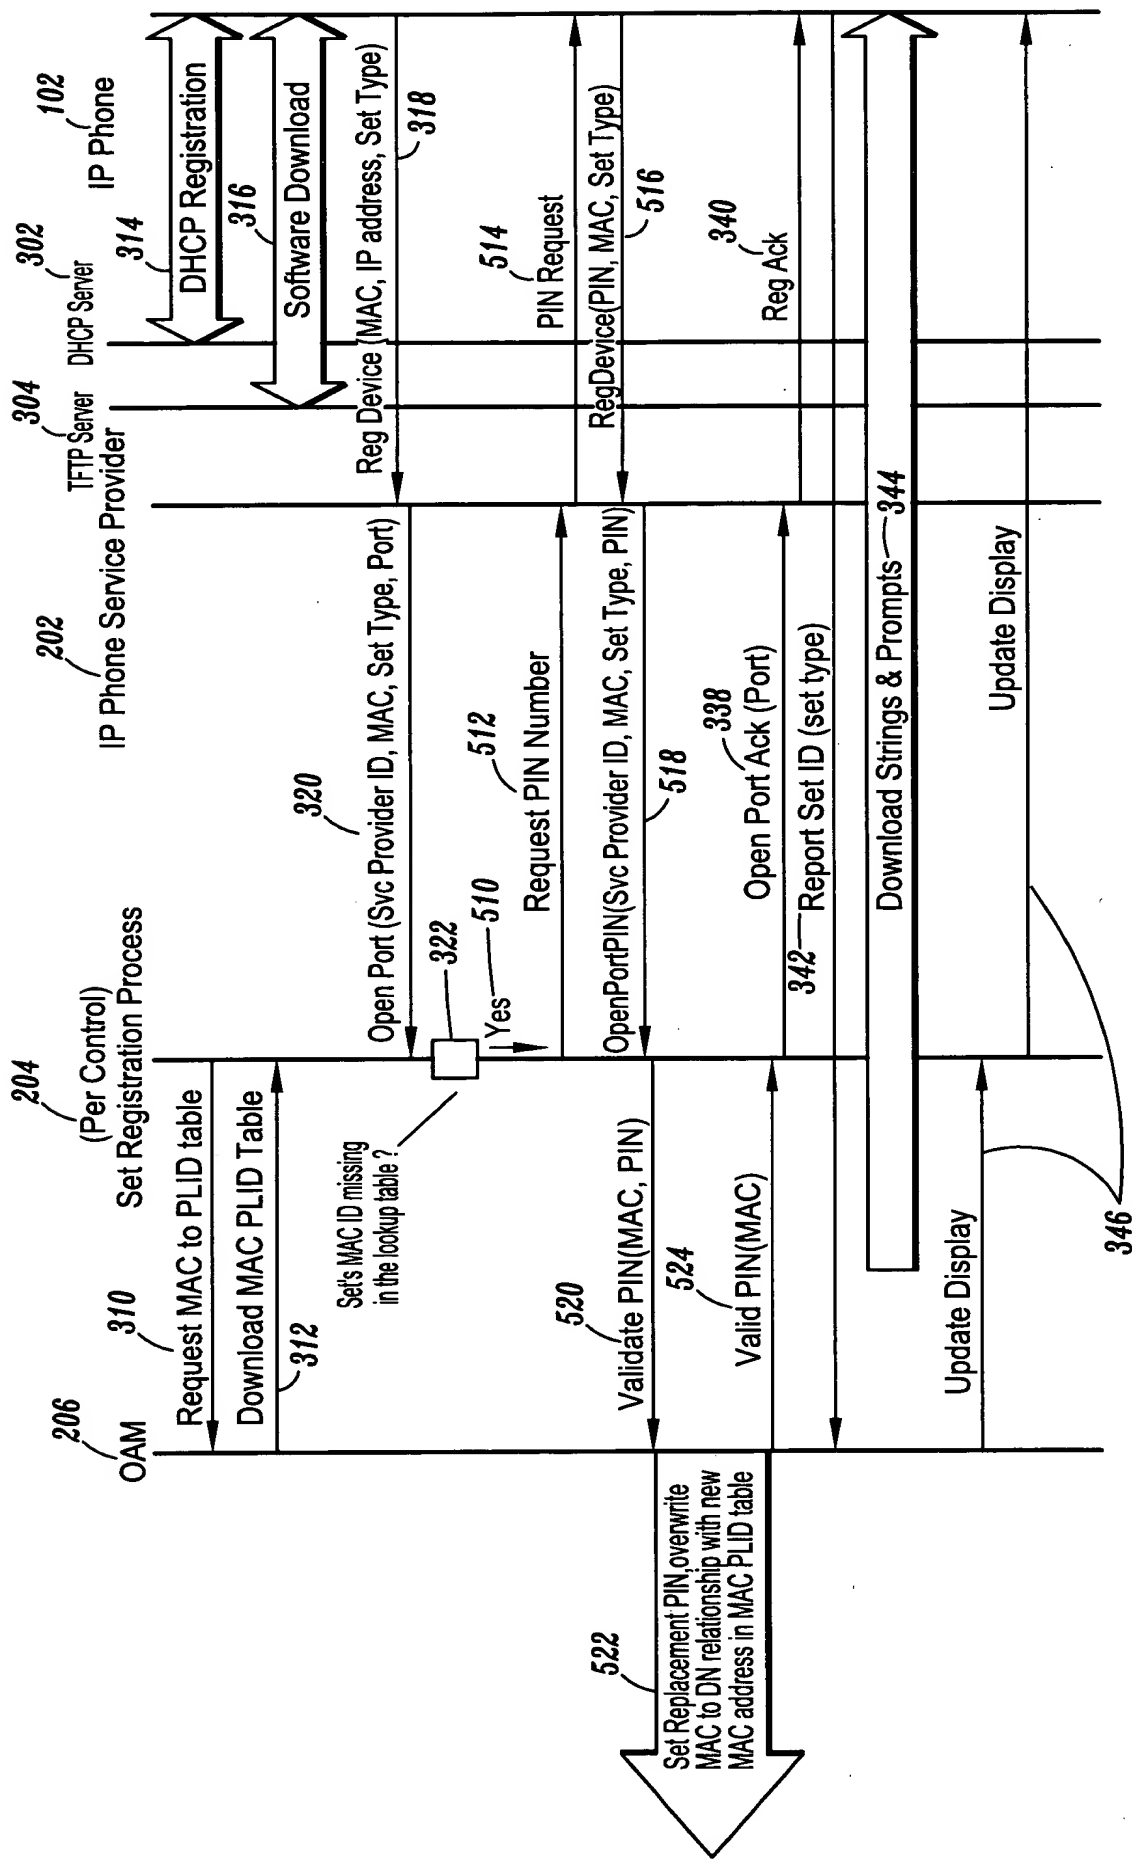 206
OAM
204
(Per Control)
Set Registration Process
202
IP Phone Service Provider
304
TFTP Server
302
DHCP Server
102
IP Phone
310
Request MAC to PLID table
Download MAC PLID Table
312
314
DHCP Registration
316
Software Download
Reg Device (MAC, IP address, Set Type)
318
320
Open Port (Svc Provider ID, MAC, Set Type, Port)
322
Set's MAC ID missing
in the lookup table ?
Yes
510
512
Request PIN Number
514
PIN Request
RegDevice(PIN, MAC, Set Type)
516
OpenPortPIN(Svc Provider ID, MAC, Set Type, PIN)
518
520
Validate PIN(MAC, PIN)
522
Set Replacement PIN,overwrite
MAC to DN relationship with new
MAC address in MAC PLID table
524
Valid PIN(MAC)
338
Open Port Ack (Port)
340
Reg Ack
342
Report Set ID (set type)
Download Strings & Prompts
344
Update Display
Update Display
346